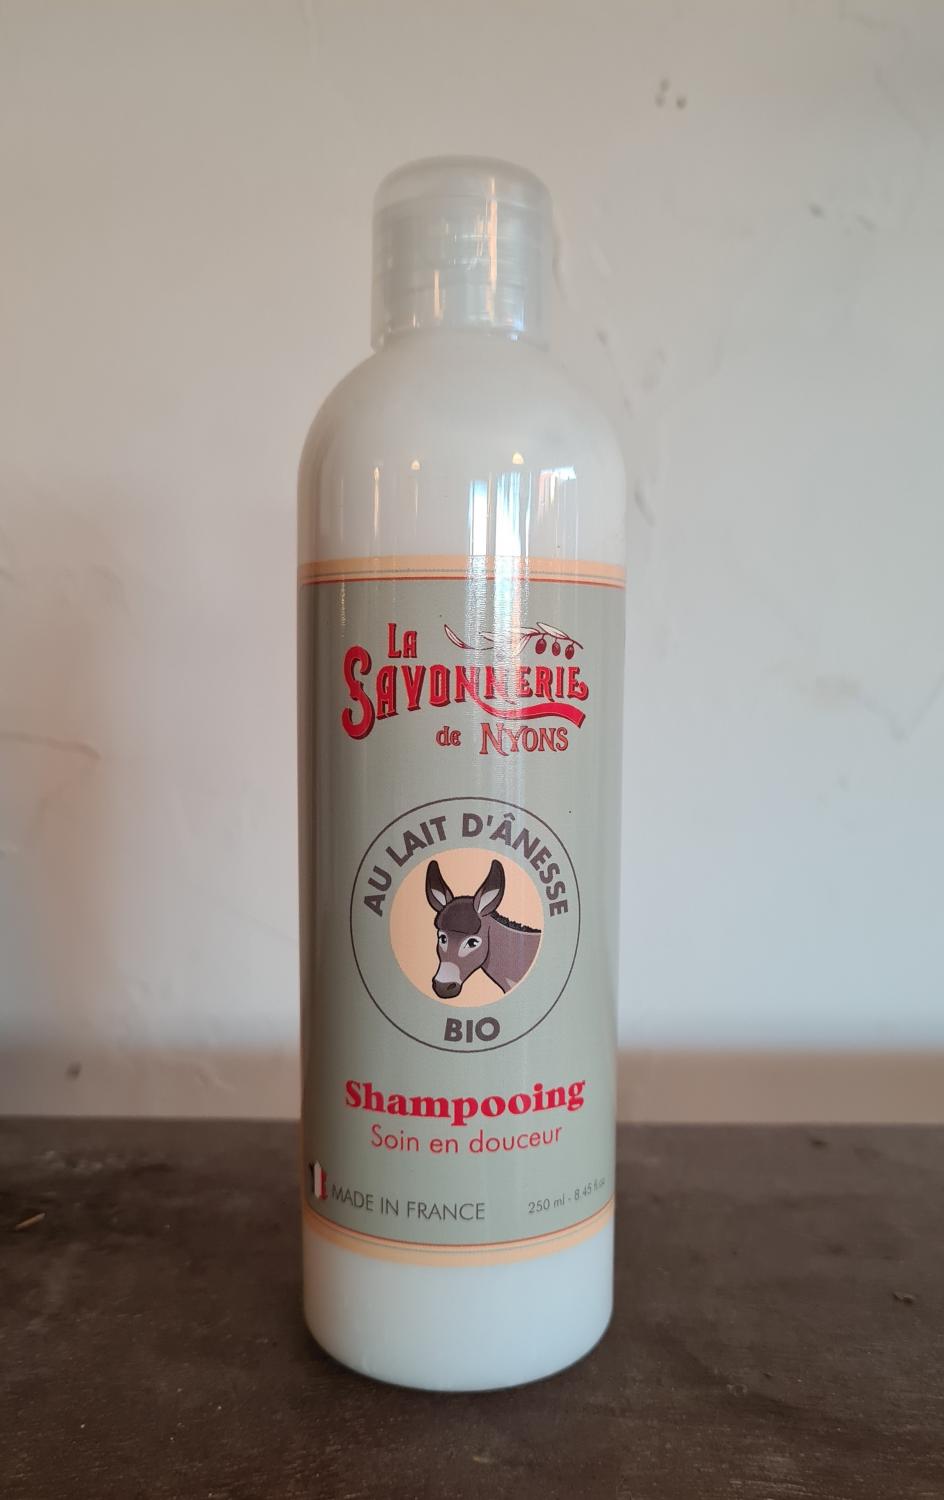 LA
SAVONNERIE
de NYONS
AU LAIT D'ÂNESSE
BIO
Shampooing
Soin en douceur
MADE IN FRANCE
250 ml - 8.45 fl.oz